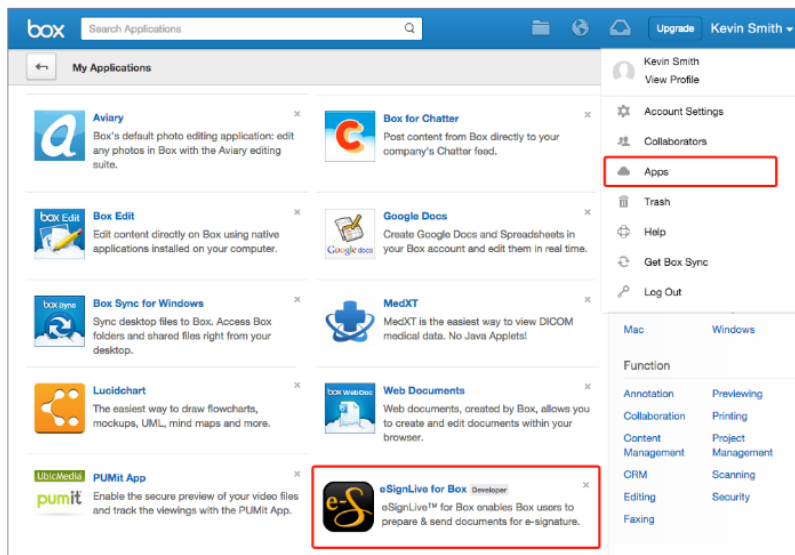 box
Search Applications
Upgrade
Kevin Smith
My Applications
Kevin Smith
View Profile
Account Settings
Collaborators
Apps
Trash
Help
Get Box Sync
Log Out
Aviary
Box's default photo editing application: edit
any photos in Box with the Aviary editing
suite.
Box for Chatter
Post content from Box directly to your
company's Chatter feed.
box Edit
Box Edit
Edit content directly on Box using native
applications installed on your computer.
Google docs
Google Docs
Create Google Docs and Spreadsheets in
your Box account and edit them in real time.
box sync
Box Sync for Windows
Sync desktop files to Box. Access Box
folders and shared files right from your
desktop.
MedXT
MedXT is the easiest way to view DICOM
medical data. No Java Applets!
Lucidchart
The easiest way to draw flowcharts,
mockups, UML, mind maps and more.
box WebDoc
Web Documents
Web documents, created by Box, allows you
to create and edit documents within your
browser.
UbicMedia
pumit
PUMit App
Enable the secure preview of your video files
and track the viewings with the PUMit App.
e-S
eSignLive for Box Developer
eSignLive™ for Box enables Box users to
prepare & send documents for e-signature.
Mac
Windows
Function
Annotation
Previewing
Collaboration
Printing
Content
Management
Project
Management
CRM
Scanning
Editing
Security
Faxing